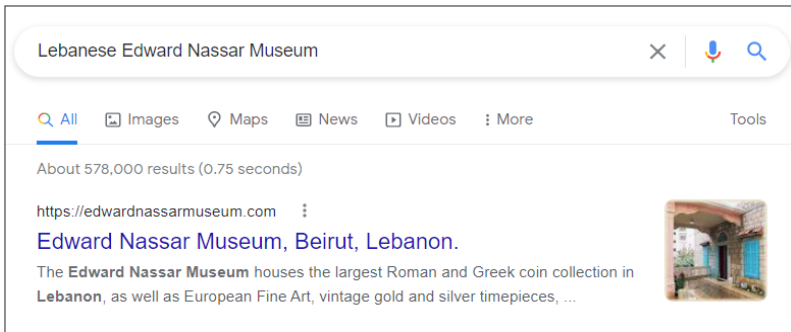 Lebanese Edward Nassar Museum
All Images Maps News Videos More Tools
About 578,000 results (0.75 seconds)
https://edwardnassarmuseum.com
Edward Nassar Museum, Beirut, Lebanon.
The Edward Nassar Museum houses the largest Roman and Greek coin collection in
Lebanon, as well as European Fine Art, vintage gold and silver timepieces, ...